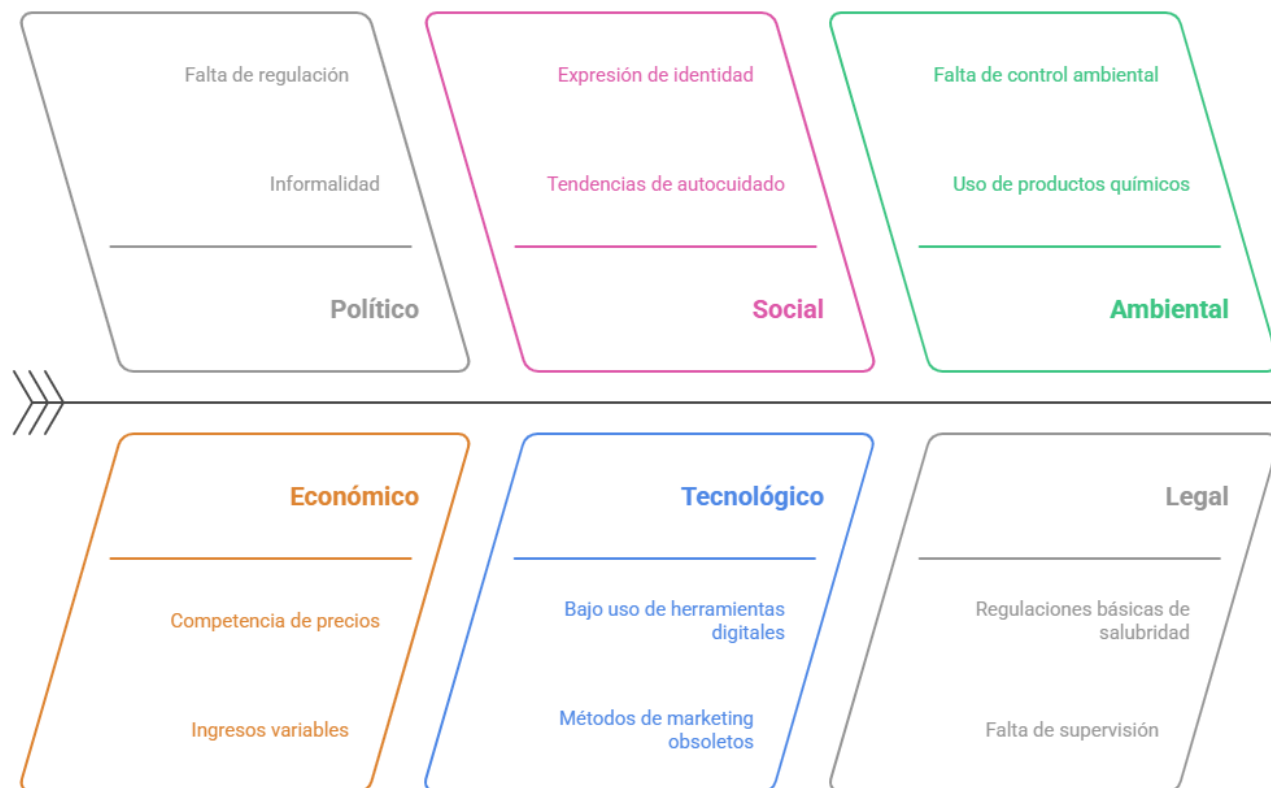 Falta de regulación
Informalidad
Político
Expresión de identidad
Tendencias de autocuidado
Social
Falta de control ambiental
Uso de productos químicos
Ambiental
Económico
Competencia de precios
Ingresos variables
Tecnológico
Bajo uso de herramientas
digitales
Métodos de marketing
obsoletos
Legal
Regulaciones básicas de
salubridad
Falta de supervisión